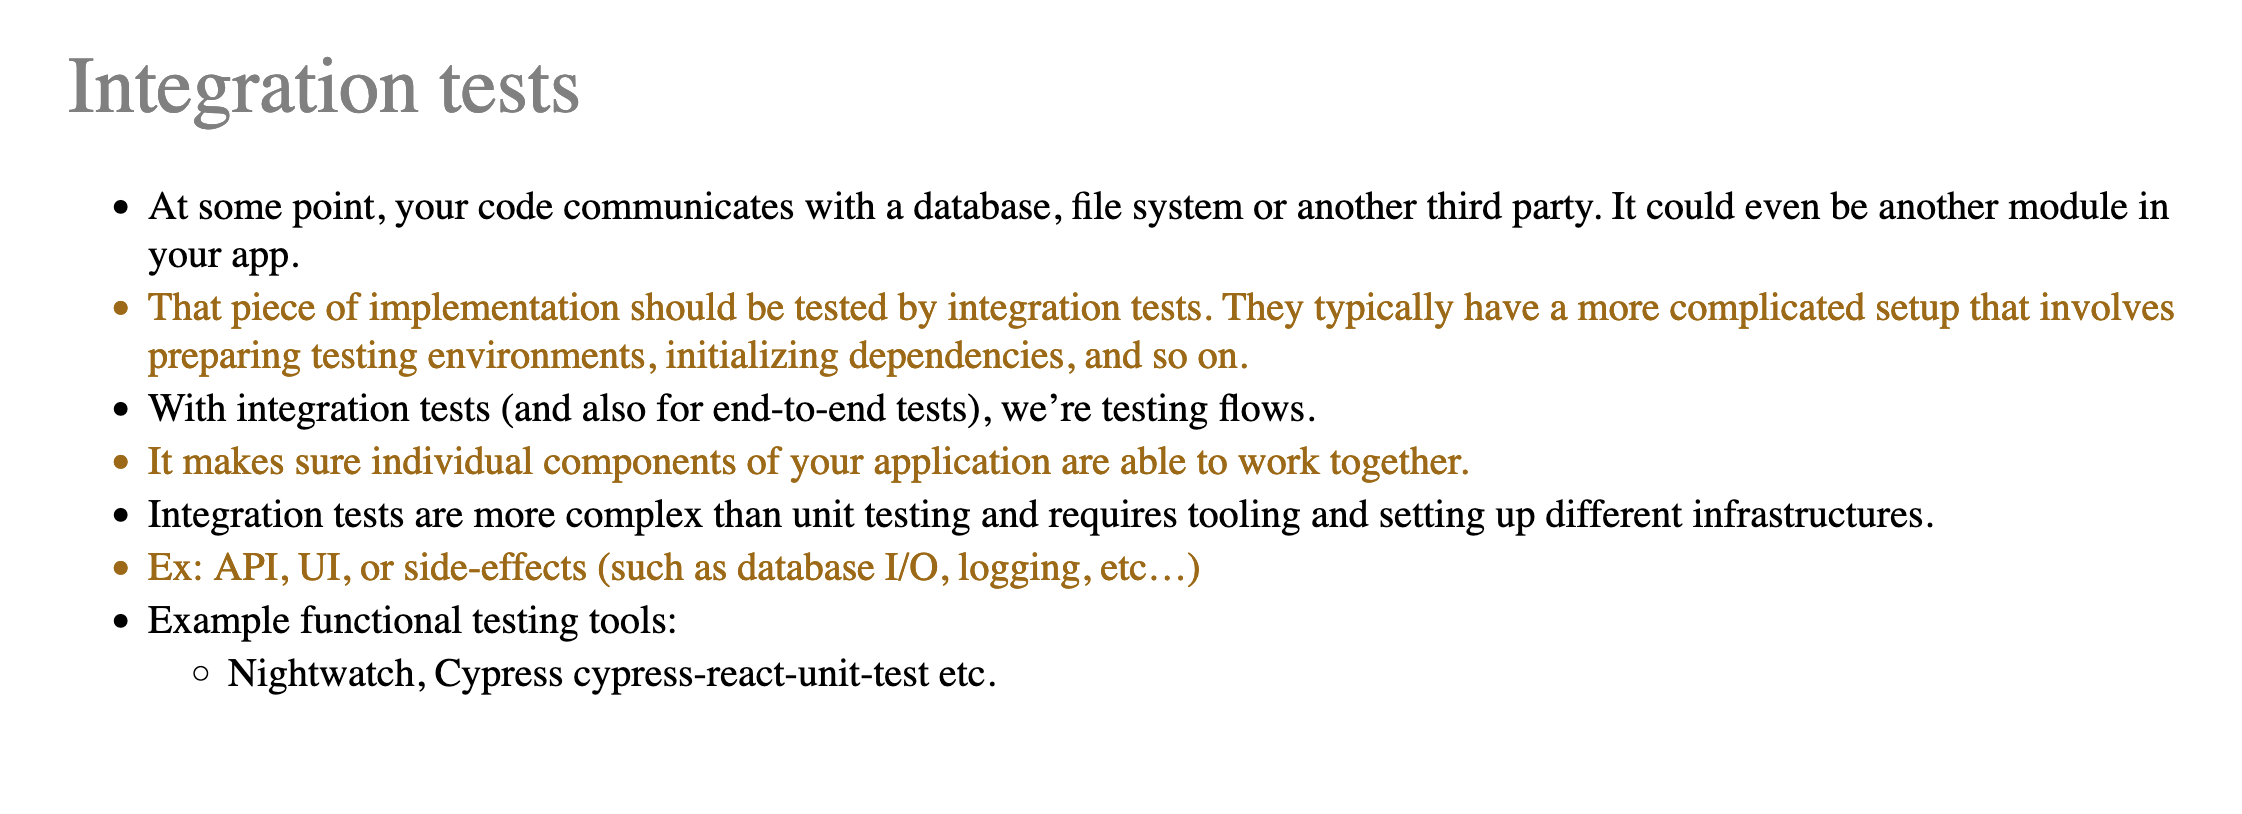 Integration tests
• At some point, your code communicates with a database, file system or another third party. It could even be another module in
your app.
• That piece of implementation should be tested by integration tests. They typically have a more complicated setup that involves
preparing testing environments, initializing dependencies, and so on.
• With integration tests (and also for end-to-end tests), we’re testing flows.
• It makes sure individual components of your application are able to work together.
• Integration tests are more complex than unit testing and requires tooling and setting up different infrastructures.
• Ex: API, UI, or side-effects (such as database I/O, logging, etc…)
• Example functional testing tools:
◦ Nightwatch, Cypress cypress-react-unit-test etc.